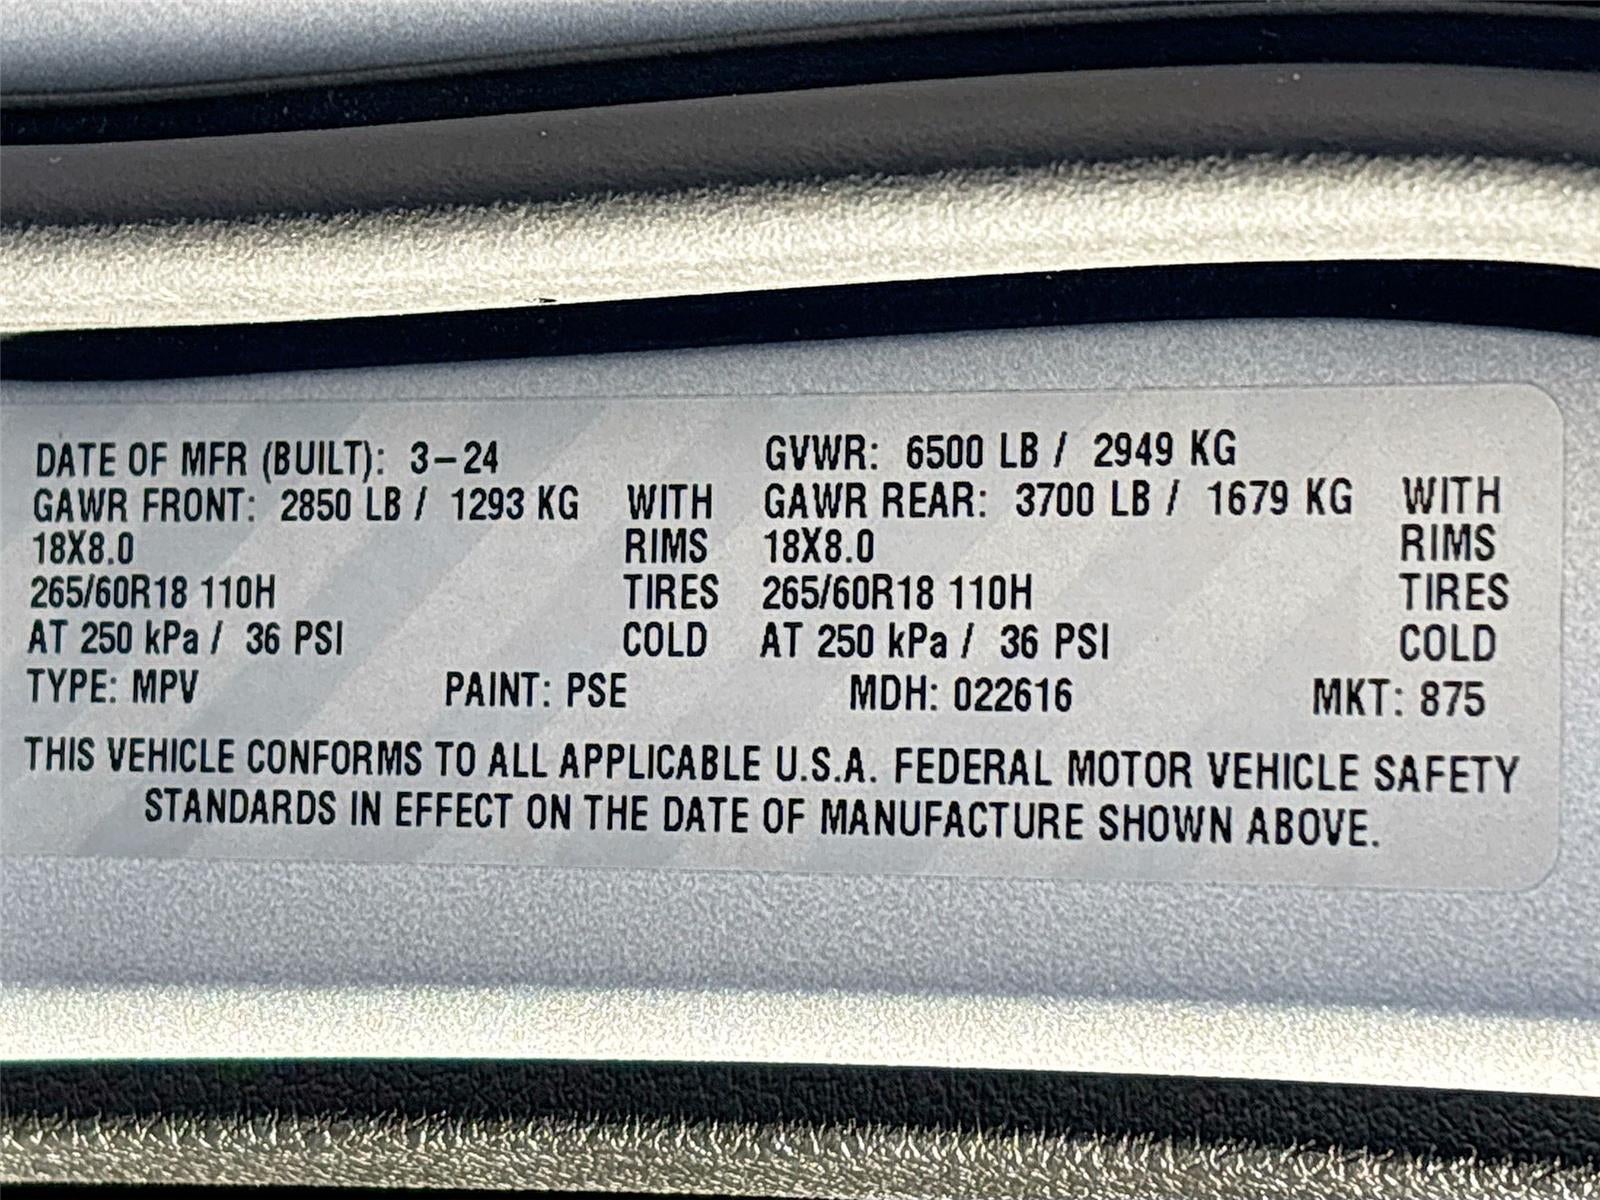 DATE OF MFR (BUILT): 3-24 GVWR: 6500 LB / 2949 KG
GAWR FRONT: 2850 LB / 1293 KG WITH GAWR REAR: 3700 LB / 1679 KG WITH
18X8.0 RIMS 18X8.0 RIMS
265/60R18 110H TIRES 265/60R18 110H TIRES
AT 250 kPa / 36 PSI COLD AT 250 kPa / 36 PSI COLD
TYPE: MPV PAINT: PSE MDH: 022616 MKT: 875
THIS VEHICLE CONFORMS TO ALL APPLICABLE U.S.A. FEDERAL MOTOR VEHICLE SAFETY
STANDARDS IN EFFECT ON THE DATE OF MANUFACTURE SHOWN ABOVE.